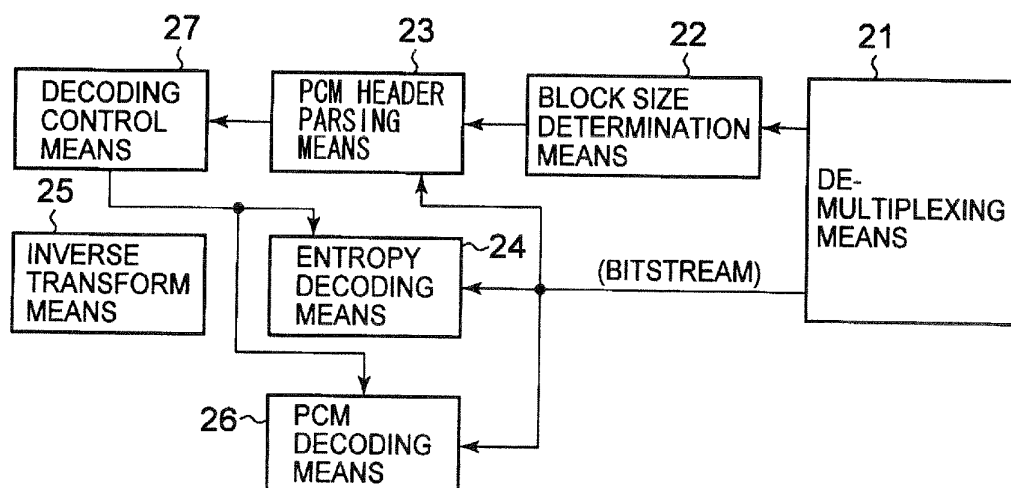 27
23
22
21
DECODING
CONTROL
MEANS
PCM HEADER
PARSING
MEANS
BLOCK SIZE
DETERMINATION
MEANS
DE-
MULTIPLEXING
MEANS
25
INVERSE
TRANSFORM
MEANS
24
ENTROPY
DECODING
MEANS
(BITSTREAM)
26
PCM
DECODING
MEANS